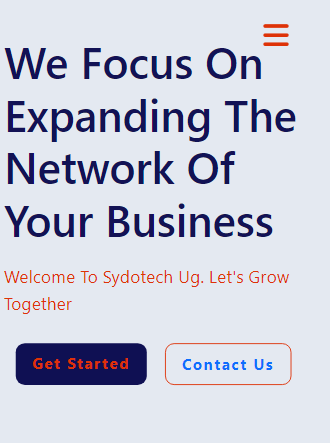 We Focus On
Expanding The
Network Of
Your Business
Welcome To Sydotech Ug. Let's Grow
Together
Get Started
Contact Us